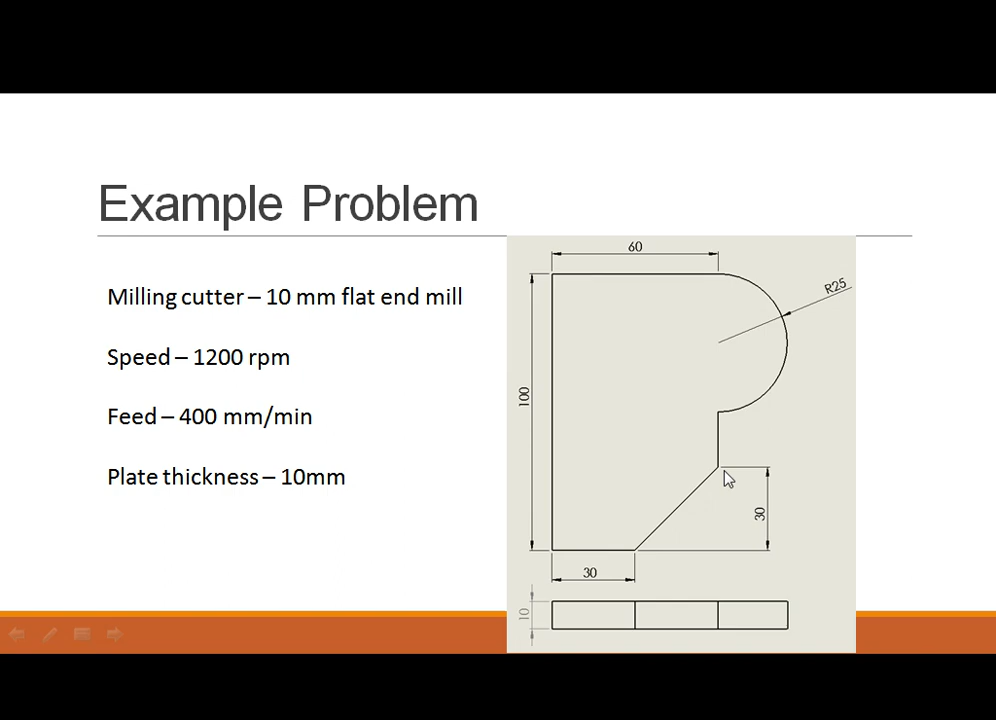 Example Problem
Milling cutter – 10 mm flat end mill
Speed – 1200 rpm
Feed – 400 mm/min
Plate thickness – 10mm
60
R25
100
30
30
10